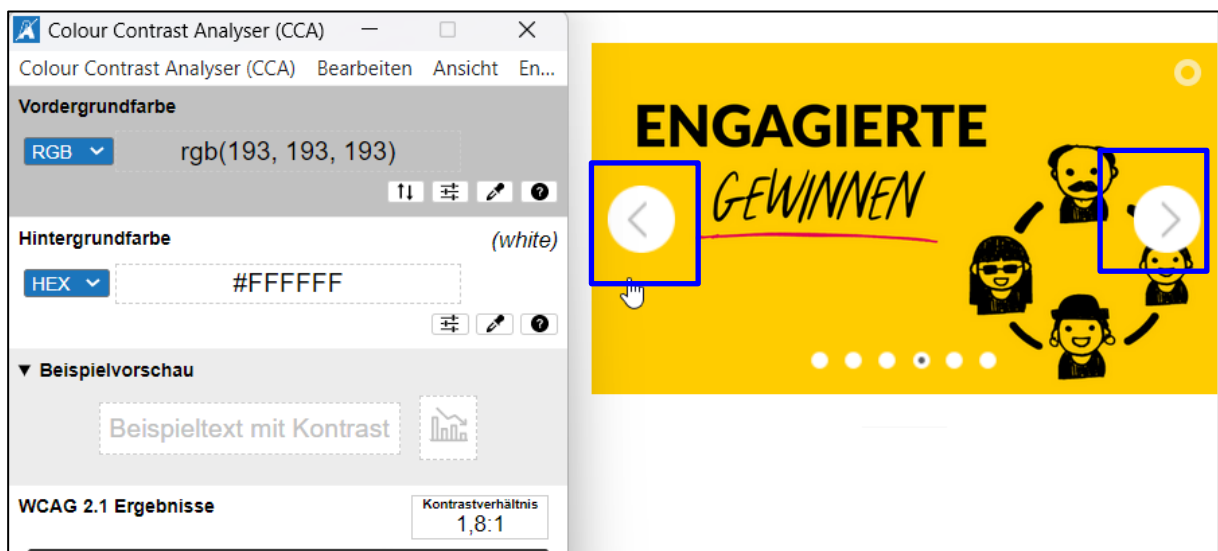 Colour Contrast Analyser (CCA)
Colour Contrast Analyser (CCA) Bearbeiten Ansicht En...
Vordergrundfarbe
RGB rgb(193, 193, 193)
Hintergrundfarbe (white)
HEX #FFFFFF
▼ Beispielvorschau
Beispieltext mit Kontrast
WCAG 2.1 Ergebnisse
Kontrastverhältnis
1,8:1
ENGAGIERTE
GEWINNEN